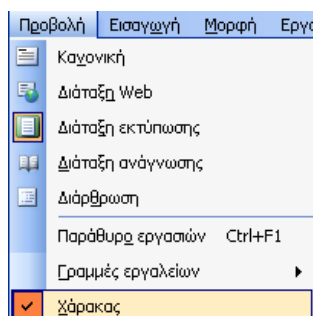 Προβολή Εισαγωγή Μορφή Εργα
Κανονική
Διάταξη Web
Διάταξη εκτύπωσης
Διάταξη ανάγνωσης
Διάρθρωση
Παράθυρο εργασιών Ctrl+F1
Γραμμές εργαλείων
Χάρακας